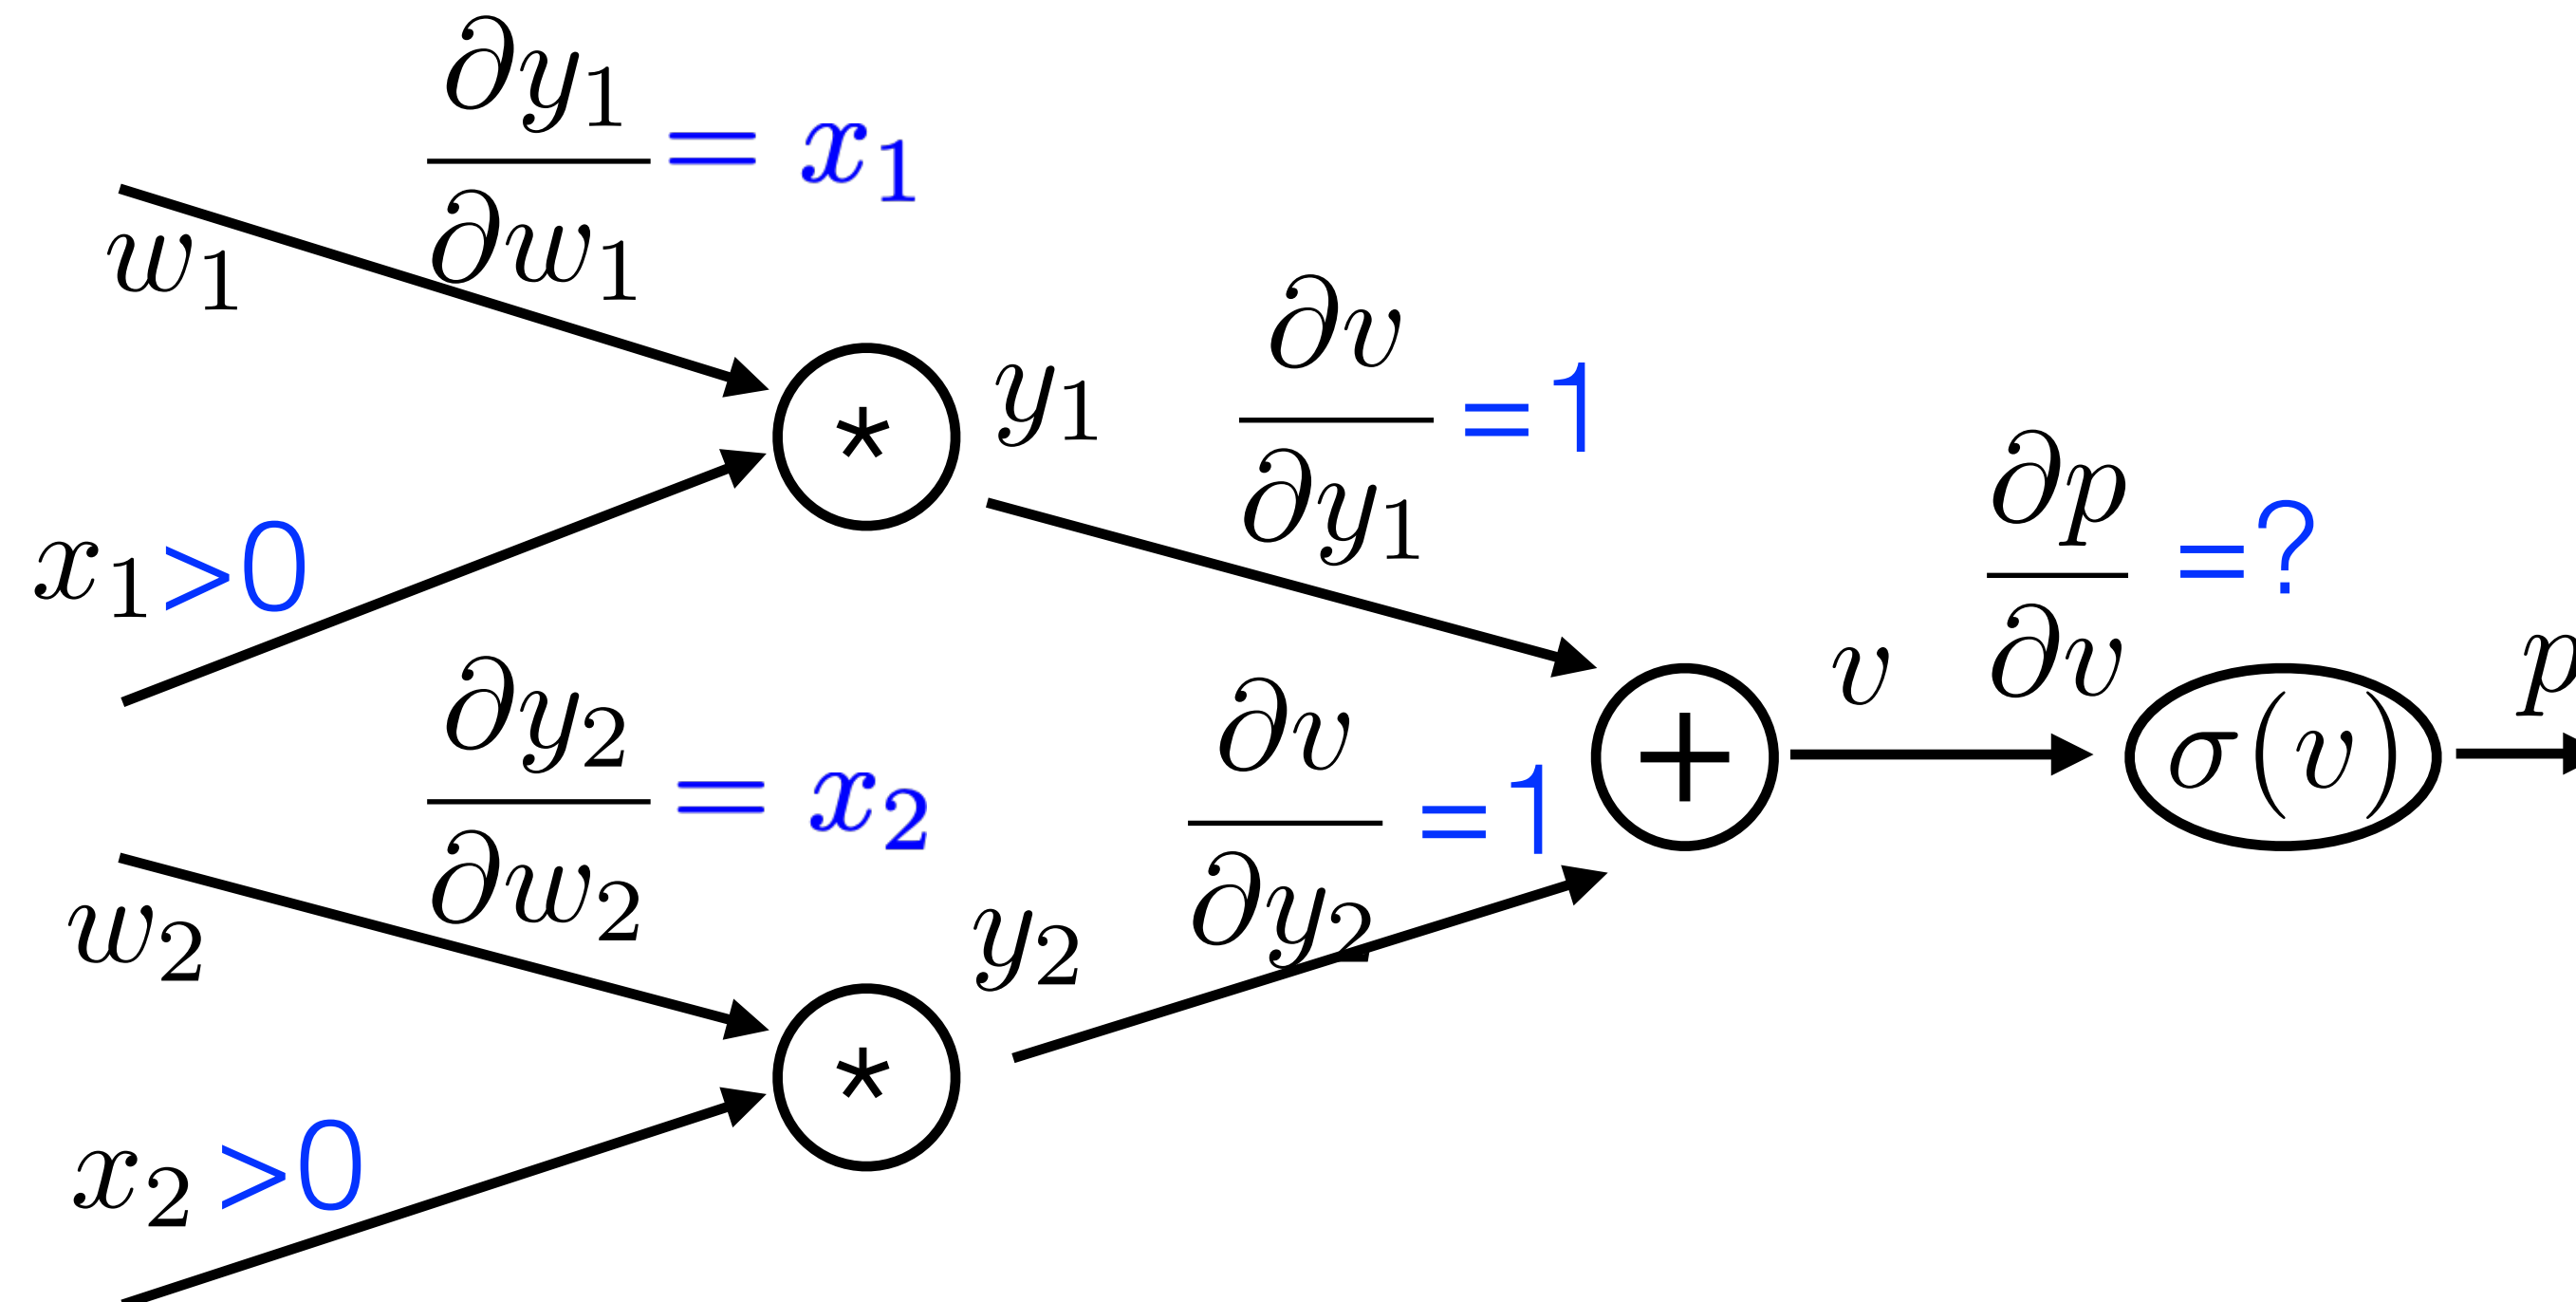 ∂y₁/∂w₁ = x₁
w₁
*
y₁
∂v/∂y₁ =1
x₁>0
∂p/∂v =?
∂y₂/∂w₂ = x₂
v
σ(v)
p
∂v/∂y₂ =1
+
w₂
y₂
*
x₂>0